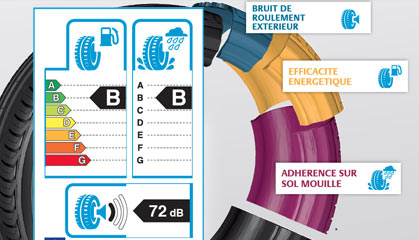 BRUIT DE
ROULEMENT
EXTERIEUR
EFFICACITE
ENERGETIQUE
ADHERENCE SUR
SOL MOUILLE
A
B
C
D
E
F
G
B
A
B
C
D
E
F
G
B
72 dB